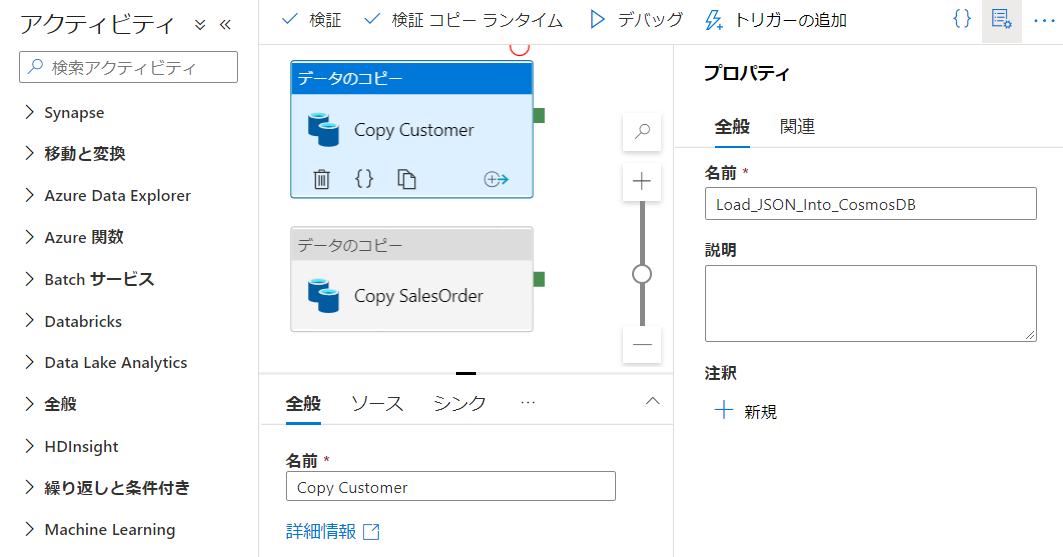 アクティビティ
検索アクティビティ
Synapse
移動と変換
Azure Data Explorer
Azure 関数
Batch サービス
Databricks
Data Lake Analytics
全般
HDInsight
繰り返しと条件付き
Machine Learning
検証
検証 コピー ランタイム
デバッグ
トリガーの追加
データのコピー
Copy Customer
データのコピー
Copy SalesOrder
全般
ソース
シンク
名前 *
Copy Customer
詳細情報
プロパティ
全般
関連
名前 *
Load_JSON_Into_CosmosDB
説明
注釈
新規